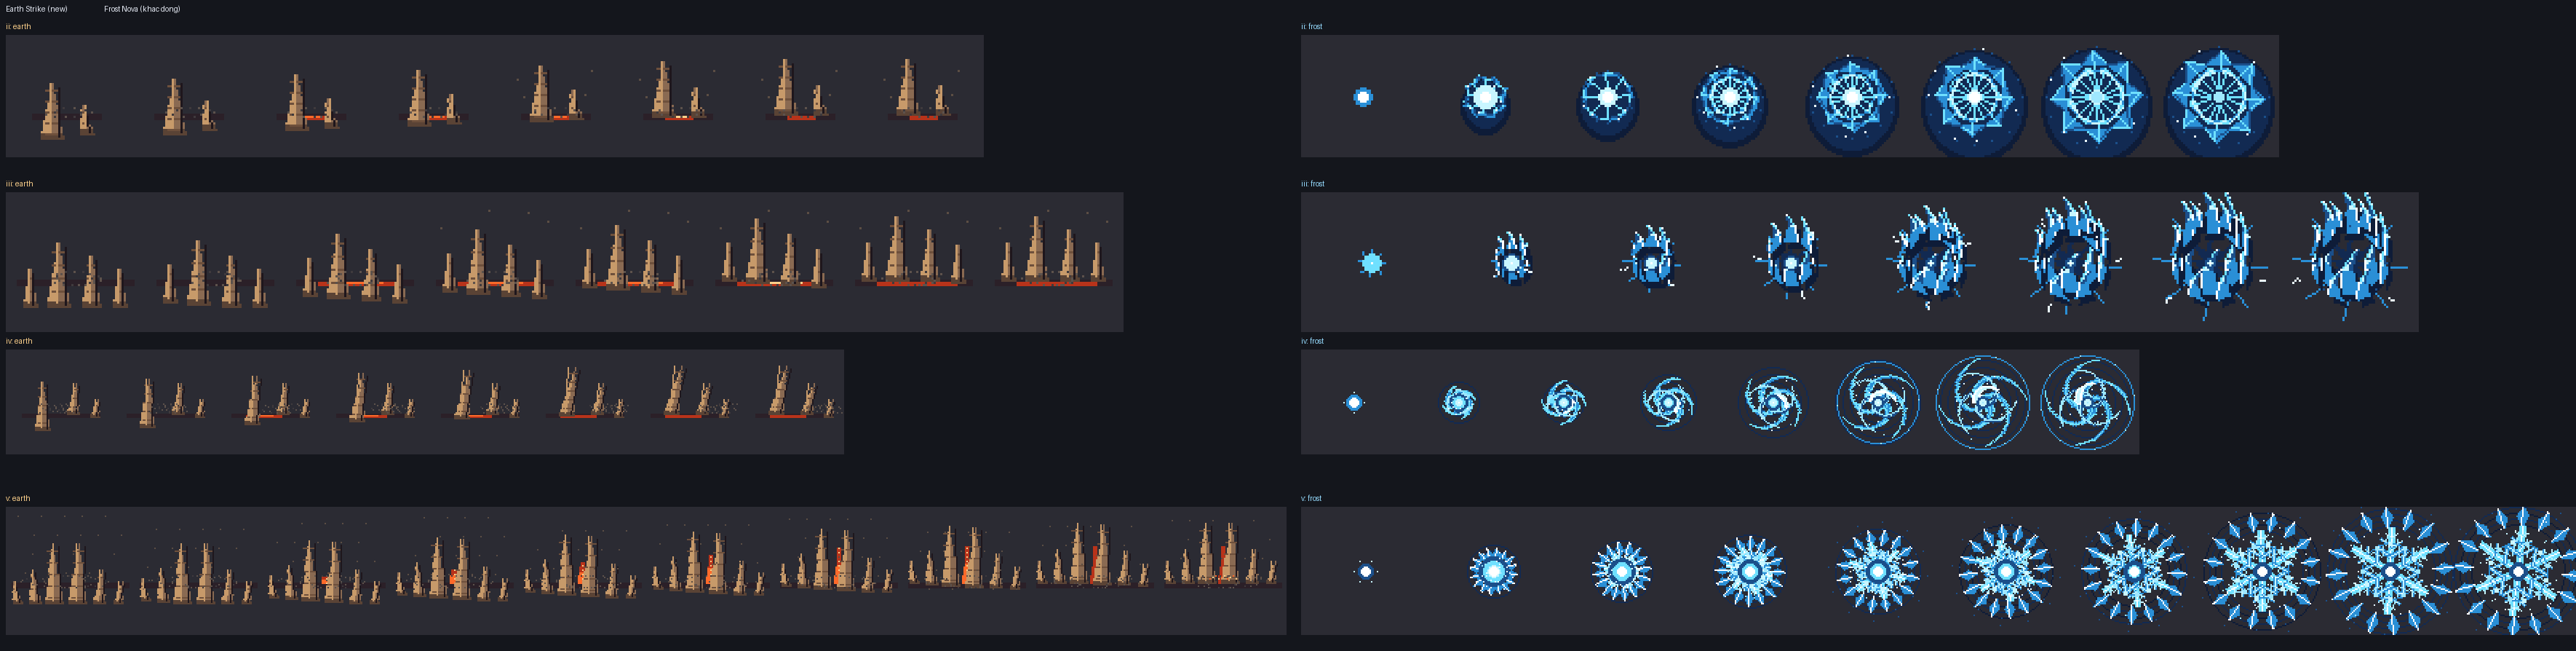 Earth Strike (new) Frost Nova (khac dong)
ii: earth
ii: frost
iii: earth
iii: frost
iv: earth
iv: frost
v: earth
v: frost